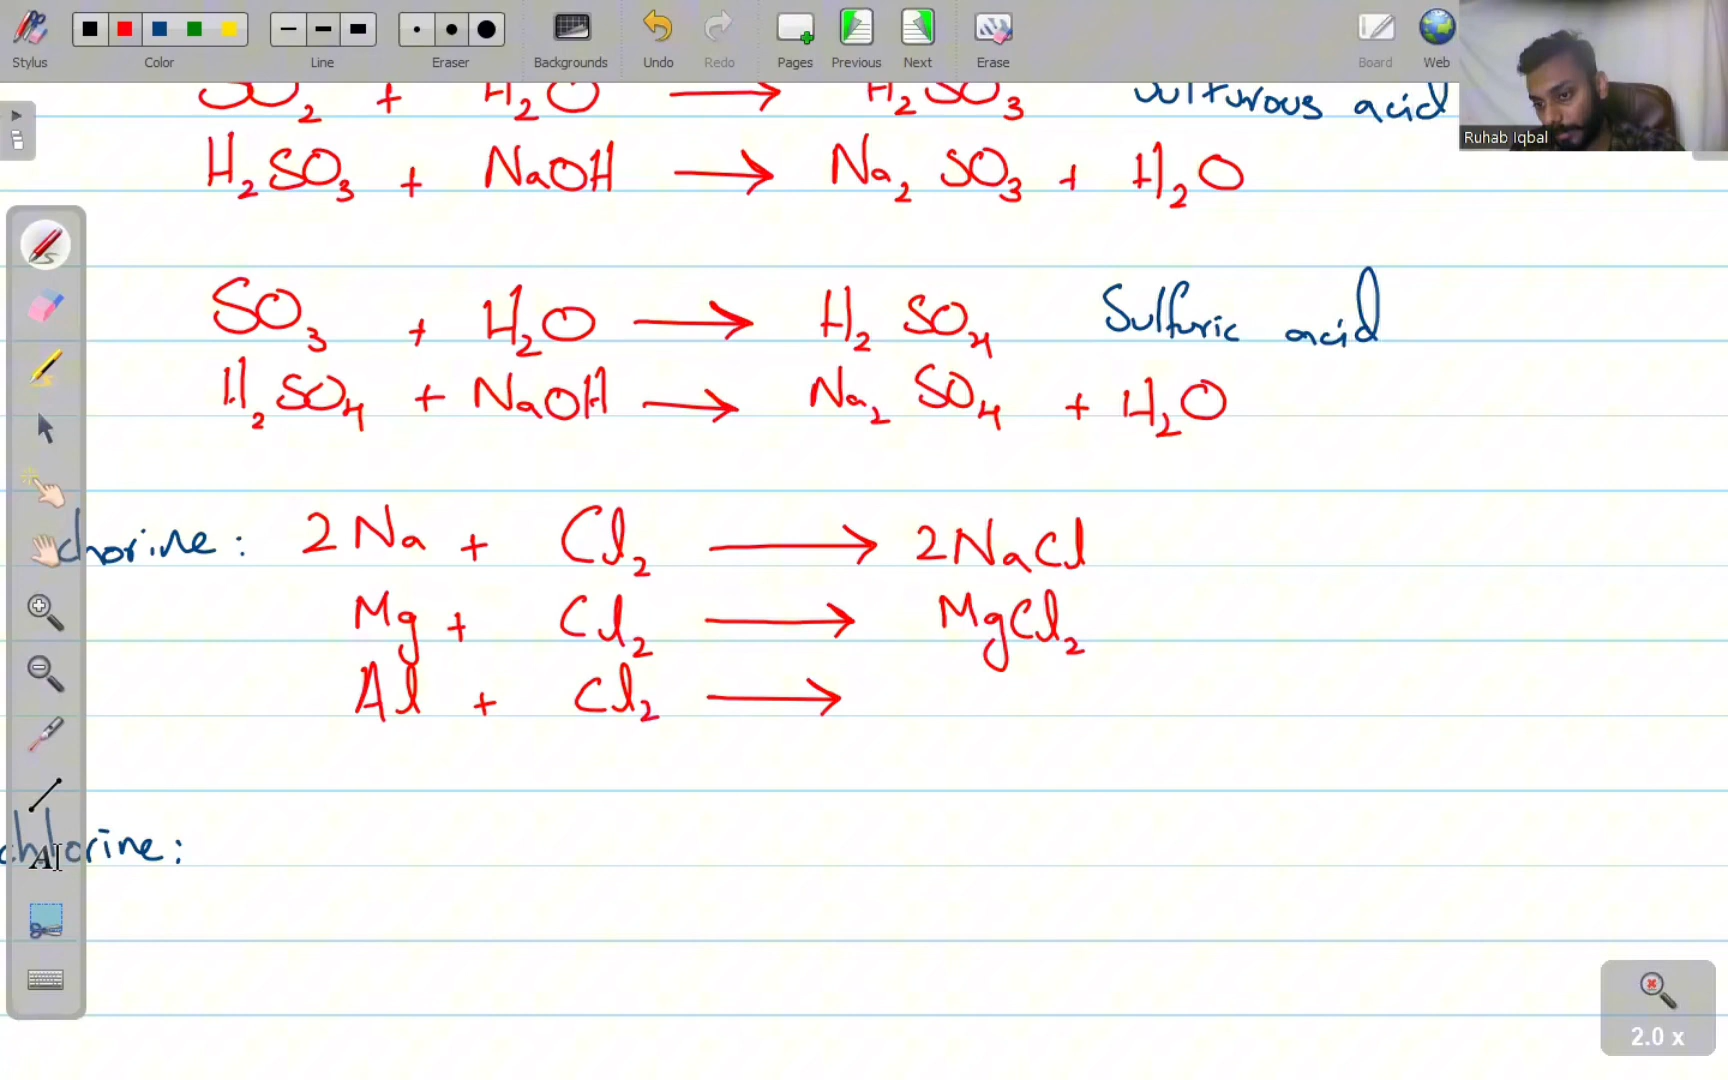 Stylus Color Line Eraser Backgrounds Undo Redo Pages Previous Next Erase Board Web
Ruhab Iqbal
SO₂ + H₂O → H₂SO₃ Sulfurous acid
H₂SO₃ + NaOH → Na₂SO₃ + H₂O
SO₃ + H₂O → H₂SO₄ Sulfuric acid
H₂SO₄ + NaOH → Na₂SO₄ + H₂O
chorine: 2Na + Cl₂ → 2NaCl
Mg + Cl₂ → MgCl₂
Al + Cl₂ →
chlorine:
2.0 x